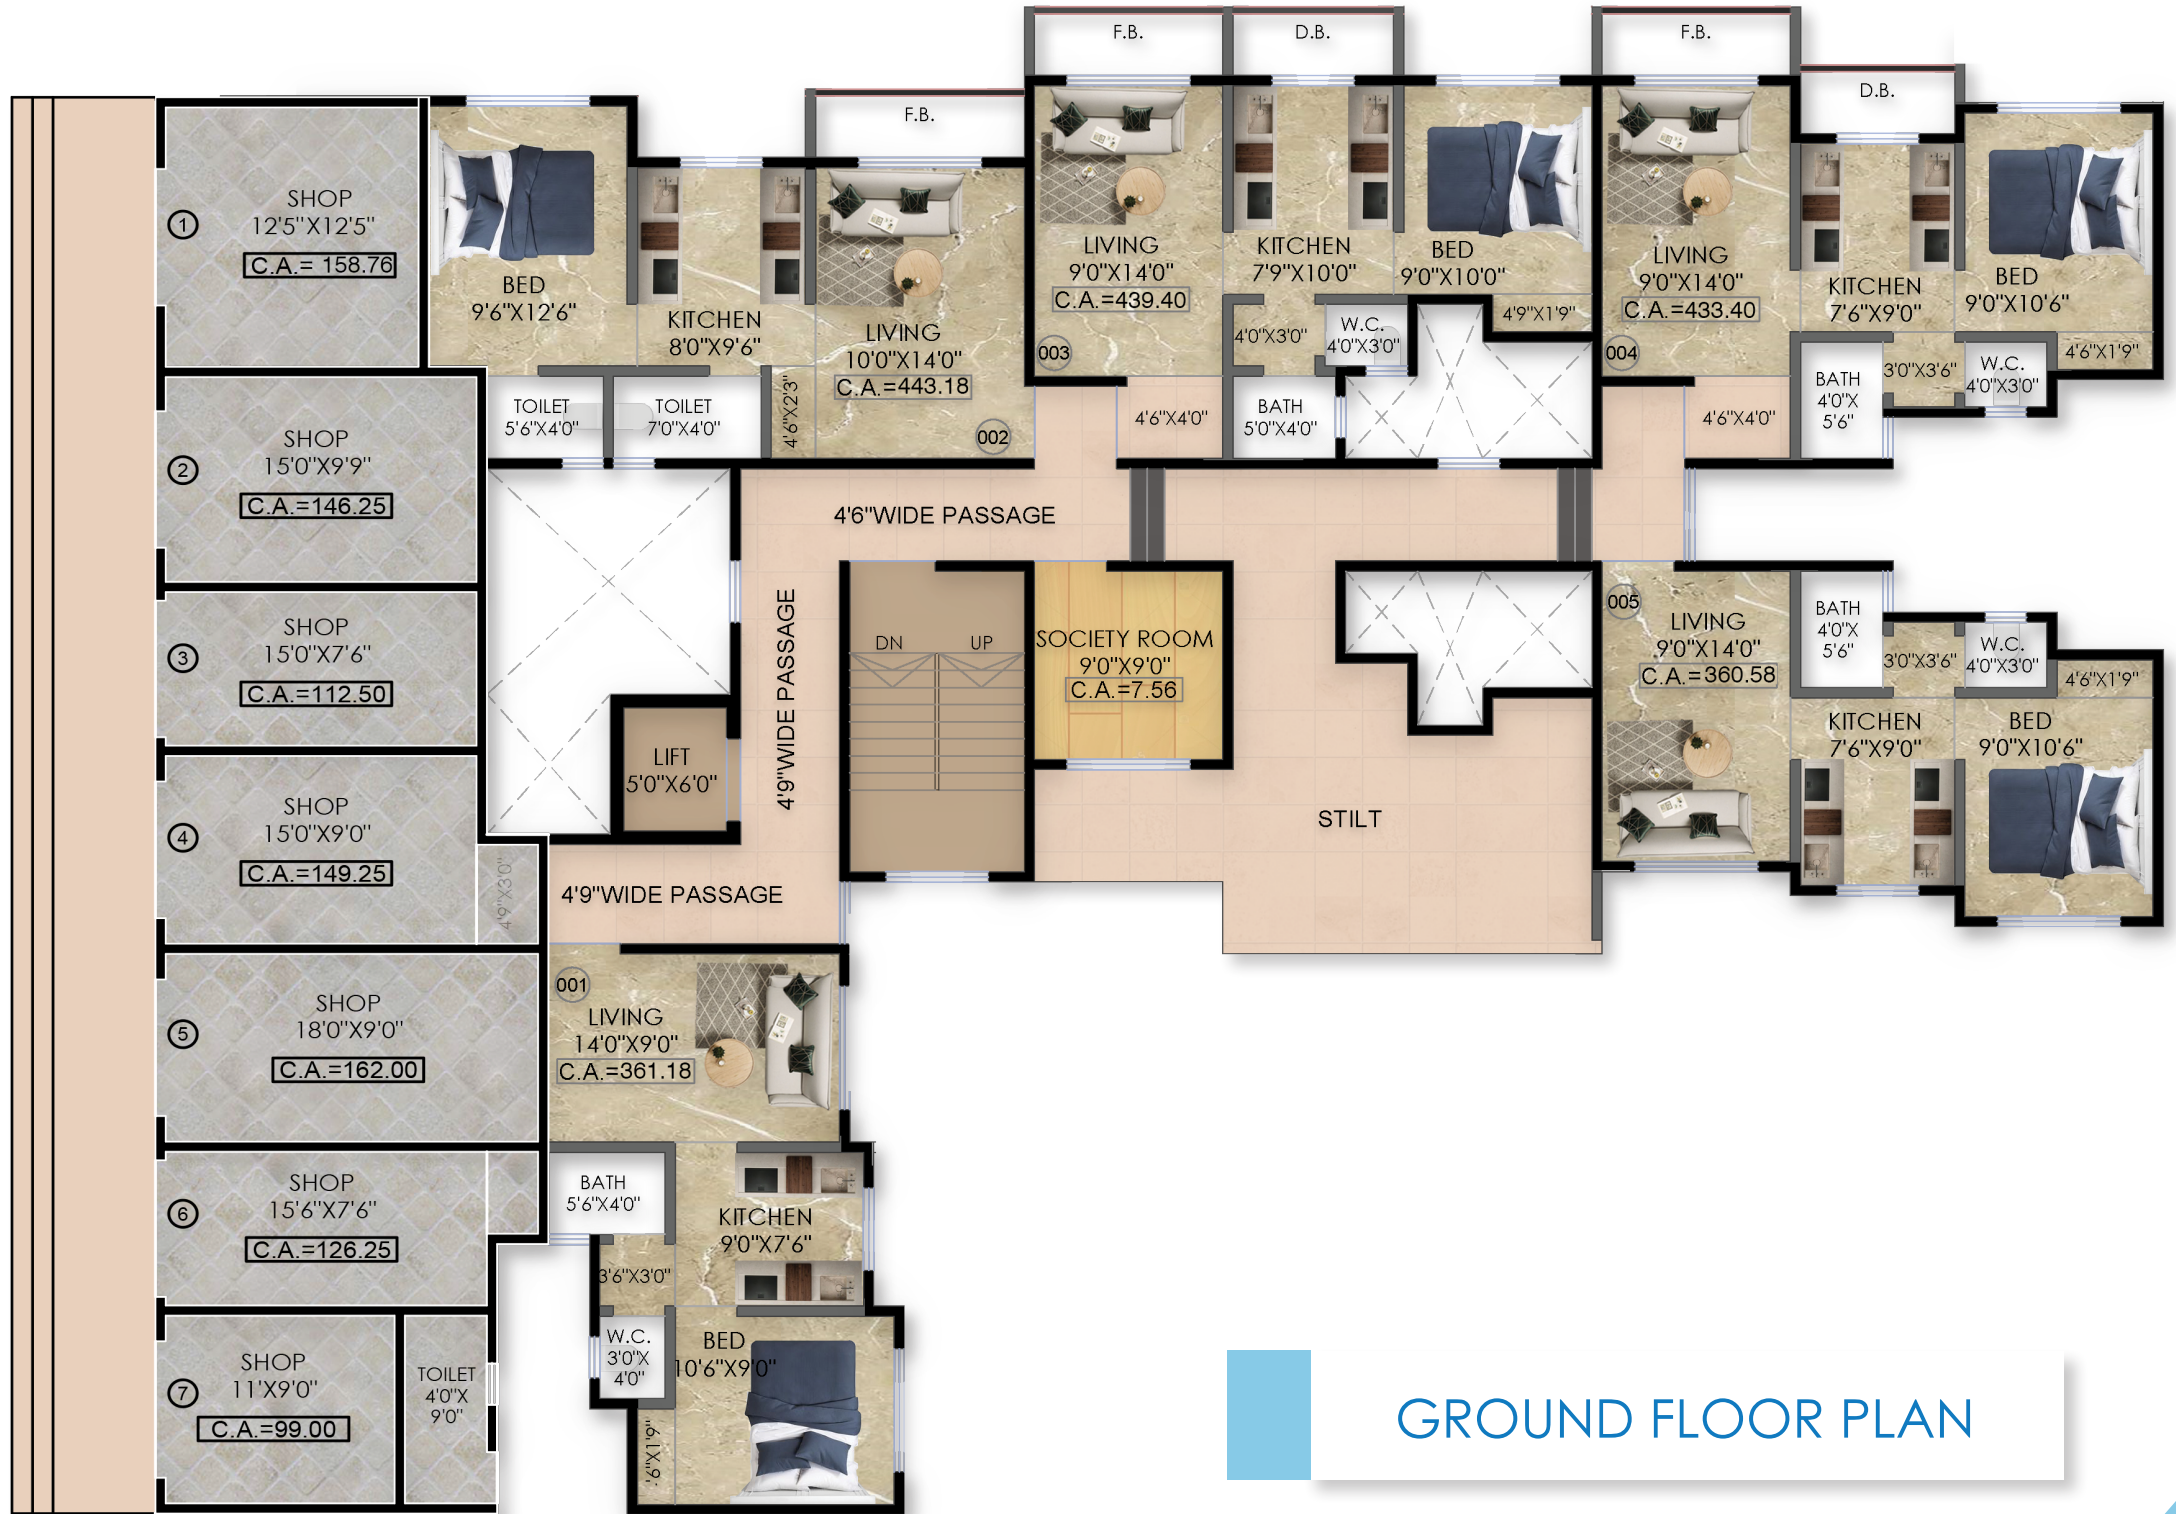 F.B.
D.B.
F.B.
D.B.
F.B.
1
SHOP
12'5"X12'5"
C.A.= 158.76
BED
9'6"X12'6"
KITCHEN
8'0"X9'6"
LIVING
10'0"X14'0"
C.A.=443.18
002
TOILET
5'6"X4'0"
TOILET
7'0"X4'0"
4'6"X2'3"
LIVING
9'0"X14'0"
C.A.=439.40
003
KITCHEN
7'9"X10'0"
BED
9'0"X10'0"
4'9"X1'9"
4'0"X3'0"
W.C.
4'0"X3'0"
BATH
5'0"X4'0"
4'6"X4'0"
LIVING
9'0"X14'0"
C.A.=433.40
004
KITCHEN
7'6"X9'0"
BED
9'0"X10'6"
4'6"X1'9"
3'0"X3'6"
W.C.
4'0"X3'0"
BATH
4'0"X
5'6"
4'6"X4'0"
2
SHOP
15'0"X9'9"
C.A.=146.25
4'6"WIDE PASSAGE
3
SHOP
15'0"X7'6"
C.A.=112.50
4'9"WIDE PASSAGE
DN
UP
SOCIETY ROOM
9'0"X9'0"
C.A.=7.56
LIFT
5'0"X6'0"
STILT
005
LIVING
9'0"X14'0"
C.A.=360.58
BATH
4'0"X
5'6"
3'0"X3'6"
W.C.
4'0"X3'0"
4'6"X1'9"
KITCHEN
7'6"X9'0"
BED
9'0"X10'6"
4
SHOP
15'0"X9'0"
C.A.=149.25
4'9"X3'0"
4'9"WIDE PASSAGE
5
SHOP
18'0"X9'0"
C.A.=162.00
001
LIVING
14'0"X9'0"
C.A.=361.18
6
SHOP
15'6"X7'6"
C.A.=126.25
BATH
5'6"X4'0"
KITCHEN
9'0"X7'6"
3'6"X3'0"
W.C.
3'0"X
4'0"
BED
10'6"X9'0"
'6"X1'9"
7
SHOP
11'X9'0"
C.A.=99.00
TOILET
4'0"X
9'0"
GROUND FLOOR PLAN